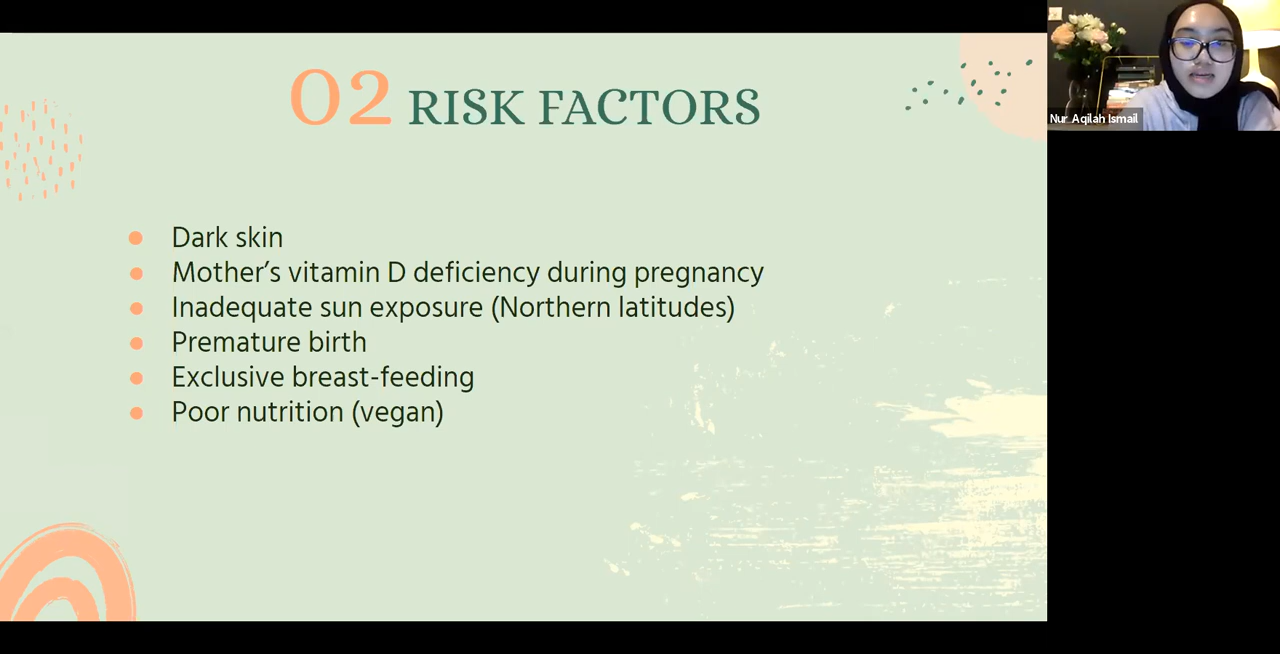 02 RISK FACTORS
Dark skin
Mother's vitamin D deficiency during pregnancy
Inadequate sun exposure (Northern latitudes)
Premature birth
Exclusive breast-feeding
Poor nutrition (vegan)
Nur Aqilah Ismail